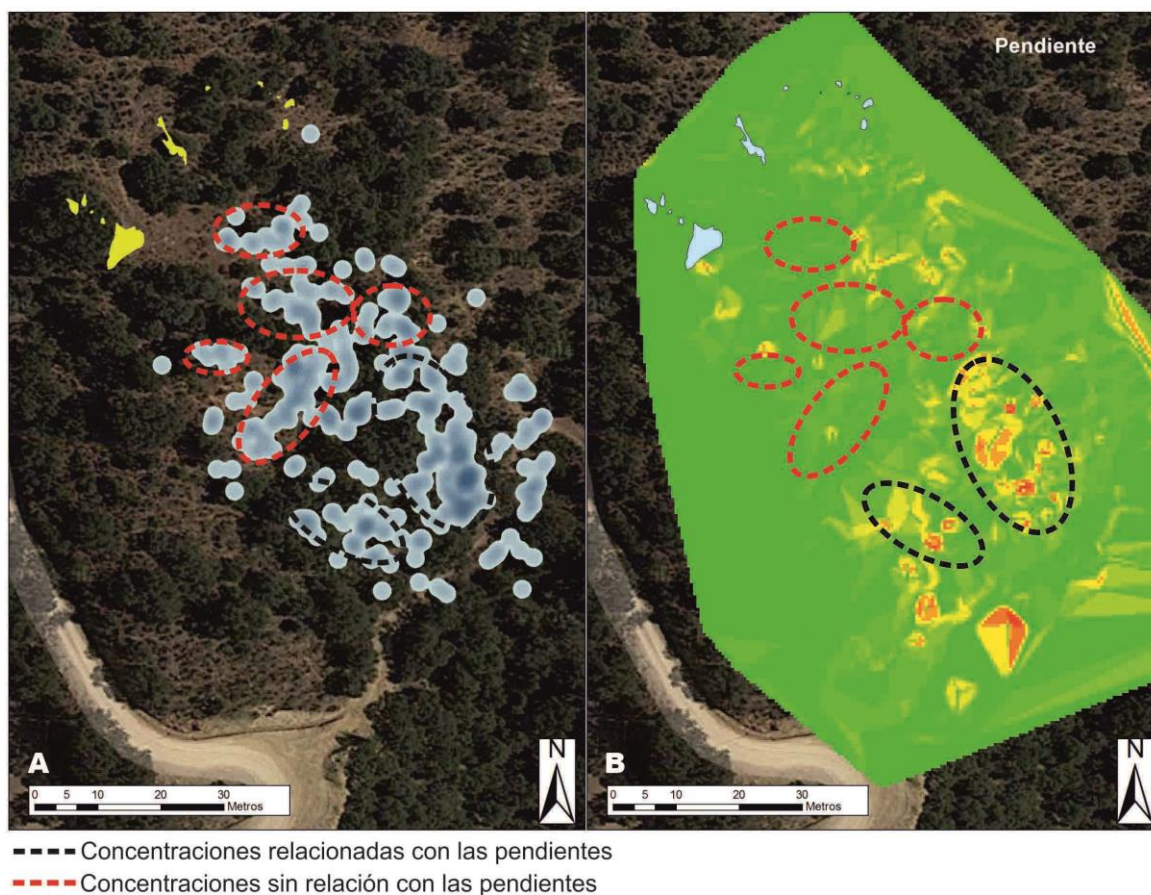 Pendiente
A
N
0 5 10 20 30
Metros
B
N
0 5 10 20 30
Metros
Concentraciones relacionadas con las pendientes
Concentraciones sin relación con las pendientes